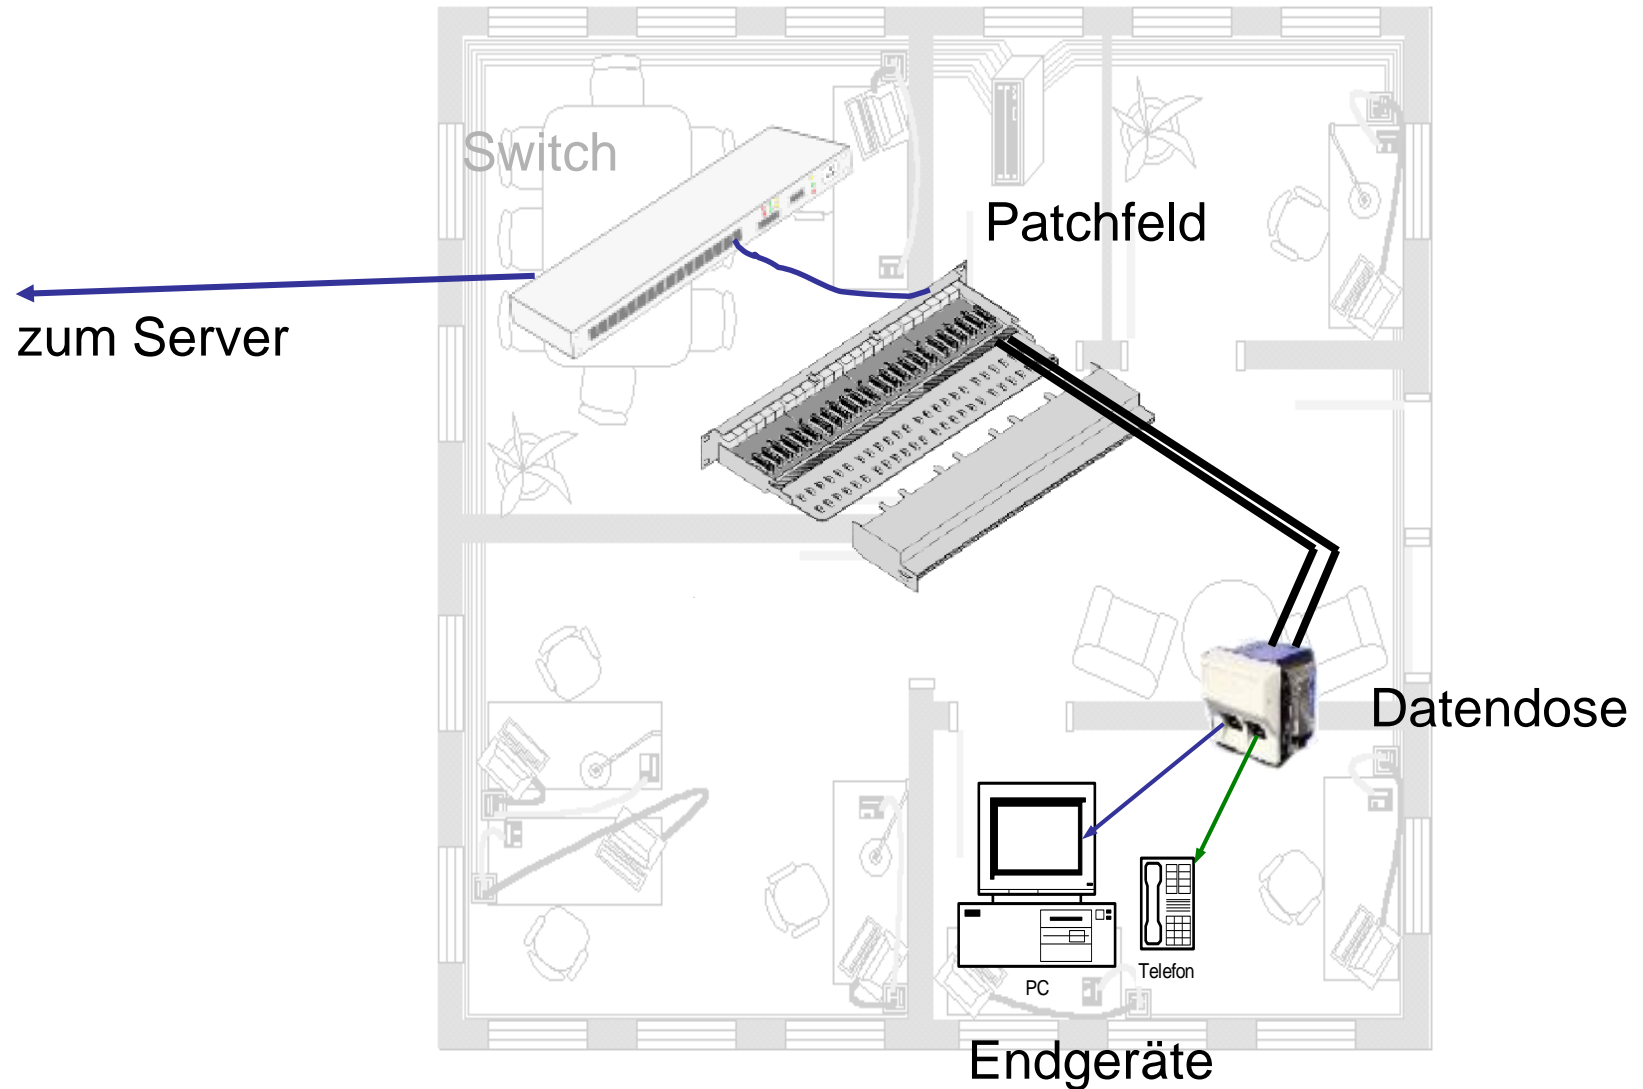 Switch
Patchfeld
zum Server
Datendose
PC
Telefon
Endgeräte